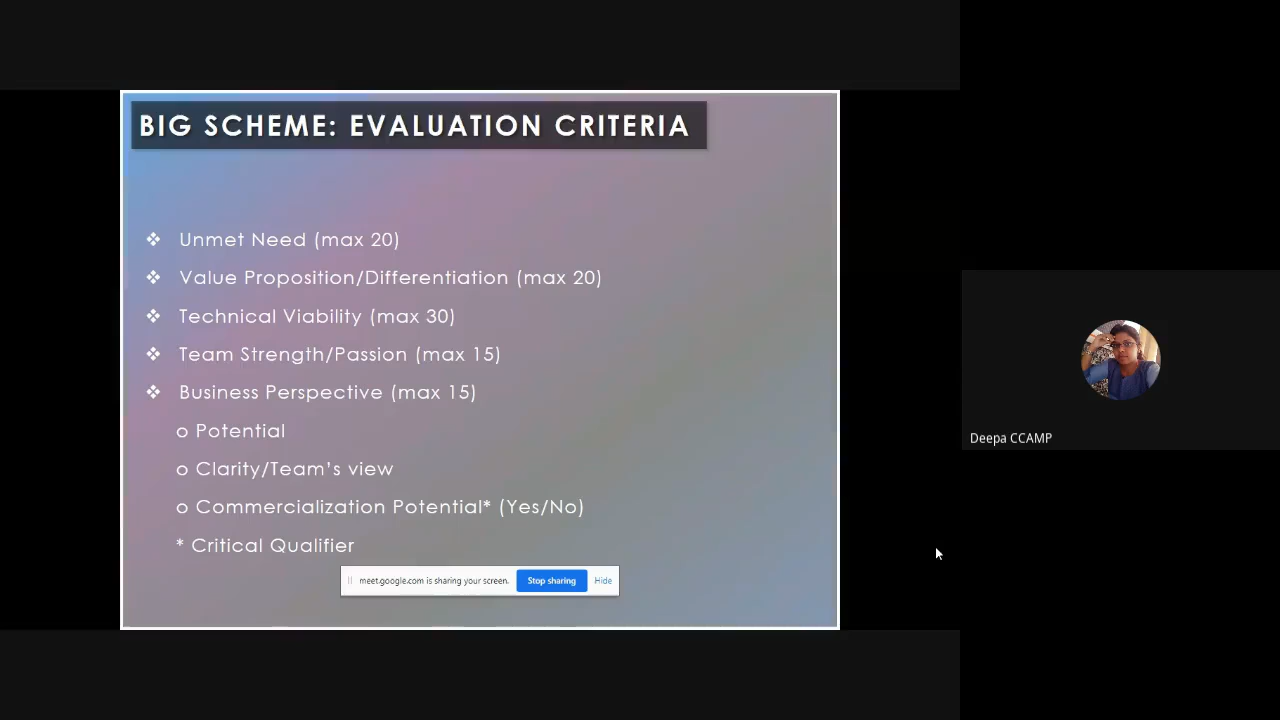 BIG SCHEME: EVALUATION CRITERIA
❖ Unmet Need (max 20)
❖ Value Proposition/Differentiation (max 20)
❖ Technical Viability (max 30)
❖ Team Strength/Passion (max 15)
❖ Business Perspective (max 15)
o Potential
o Clarity/Team's view
o Commercialization Potential* (Yes/No)
* Critical Qualifier
meet.google.com is sharing your screen. Stop sharing Hide
Deepa CCAMP